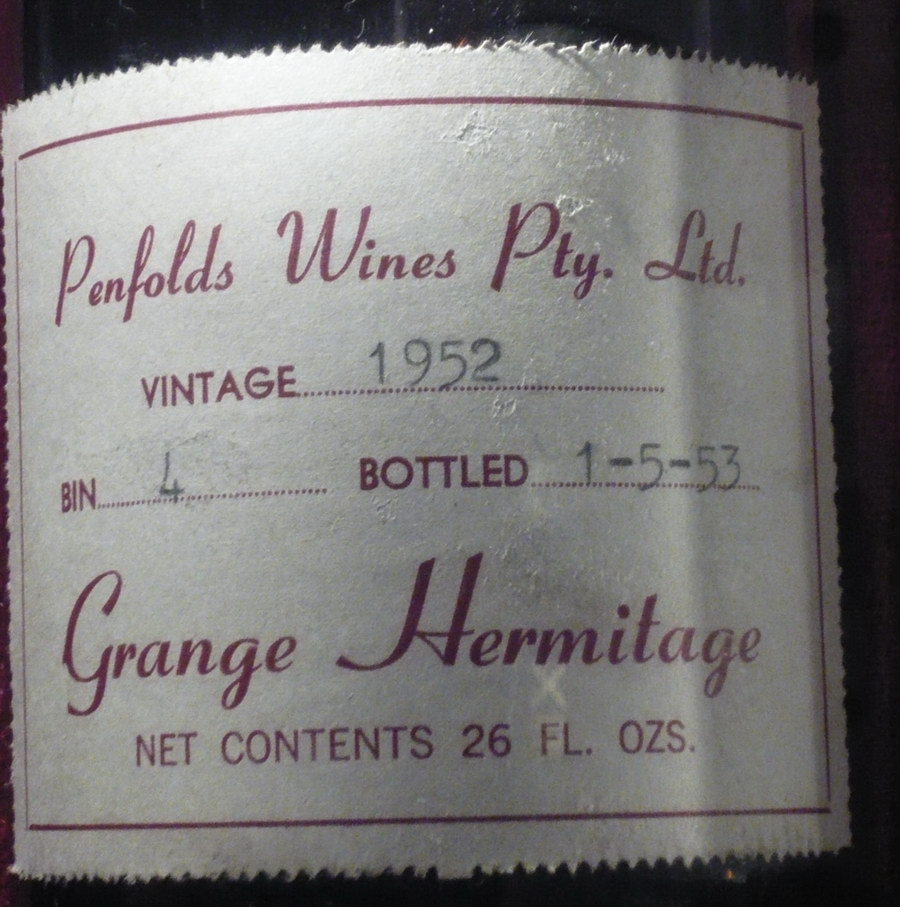 Penfolds Wines Pty. Ltd.
VINTAGE 1952
BIN 4 BOTTLED 1-5-53
Grange Hermitage
NET CONTENTS 26 FL. OZS.